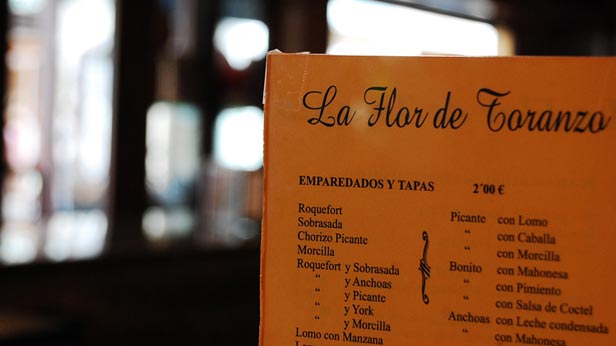 La Flor de Toranzo
EMPAREDADOS Y TAPAS 2´00 €
Roquefort
Sobrasada
Chorizo Picante
Morcilla
Roquefort y Sobrasada
“ y Anchoas
“ y Picante
“ y York
“ y Morcilla
Lomo con Manzana
Picante con Lomo
“ con Caballa
“ con Morcilla
Bonito con Mahonesa
“ con Pimiento
“ con Salsa de Coctel
Anchoas con Leche condensada
“ con Mahonesa